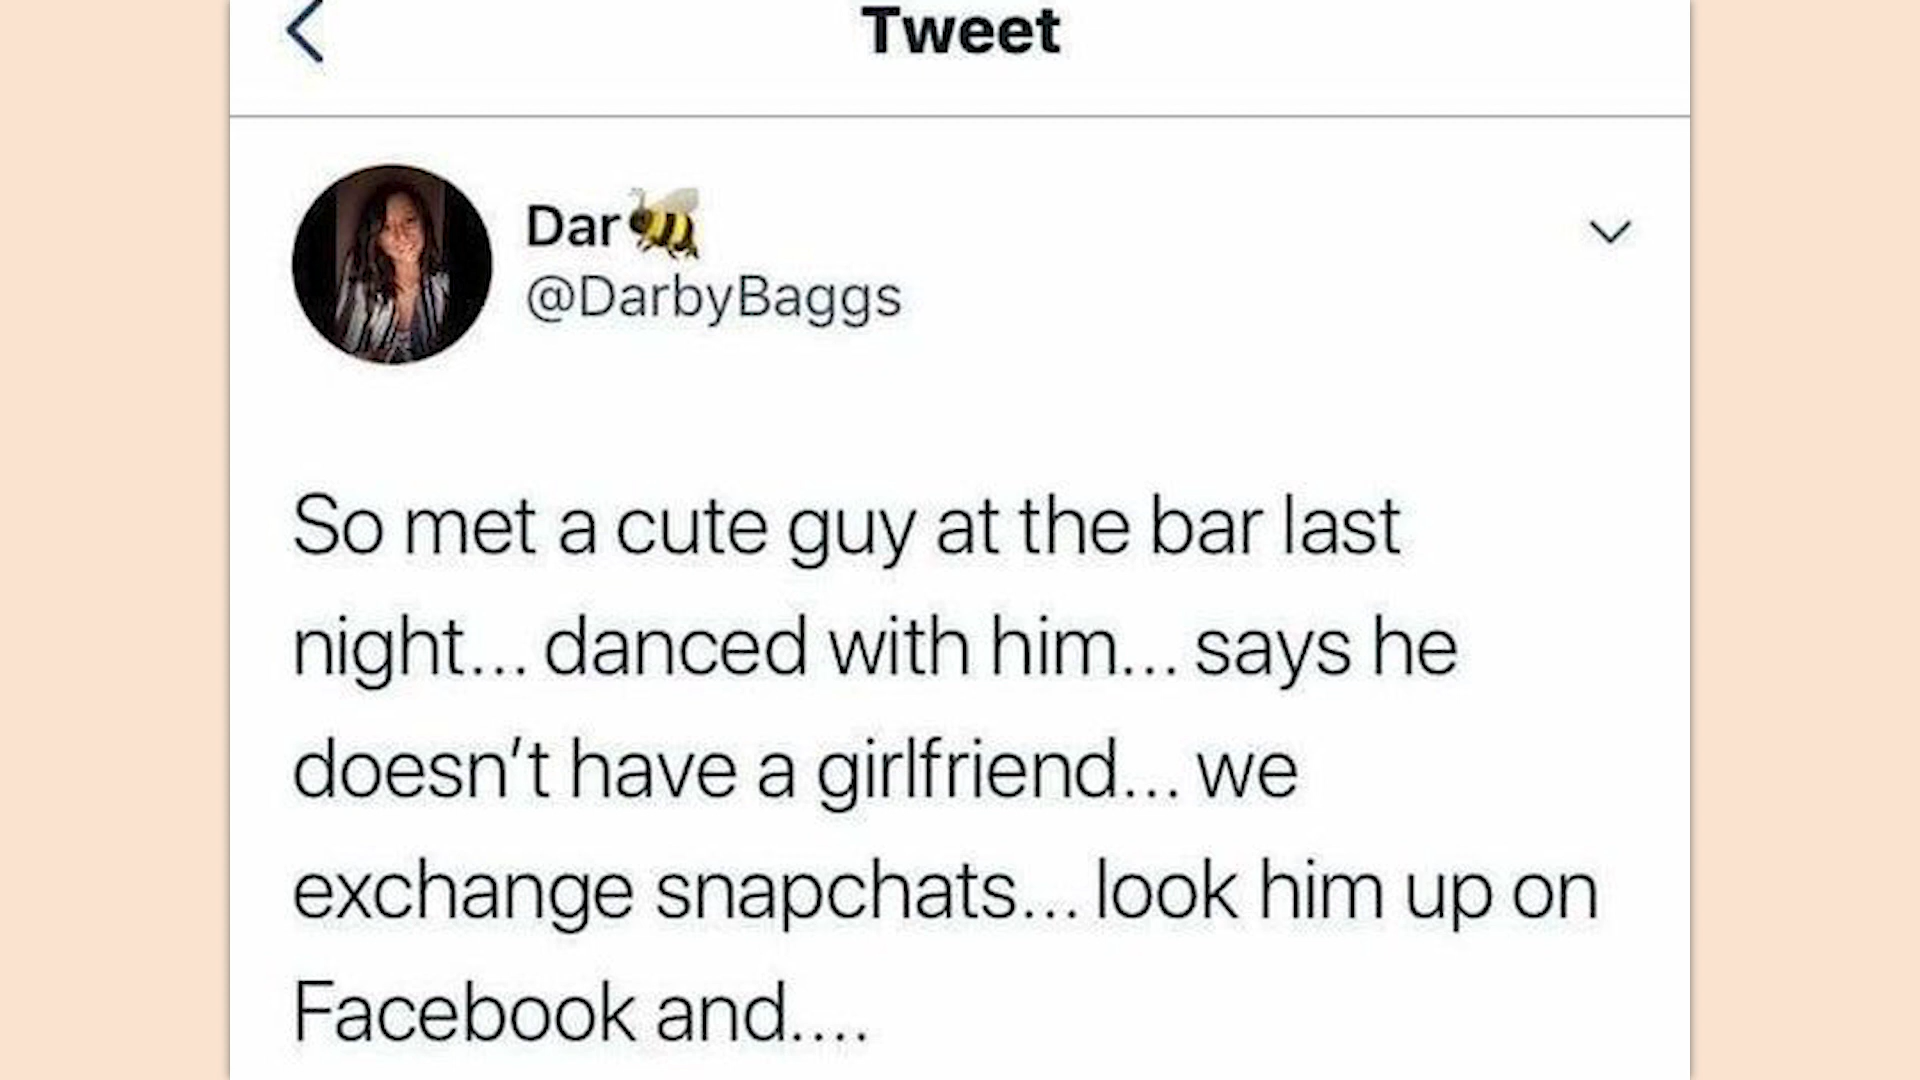 Tweet
Dar🐝
@DarbyBaggs
So met a cute guy at the bar last
night... danced with him... says he
doesn't have a girlfriend... we
exchange snapchats... look him up on
Facebook and....